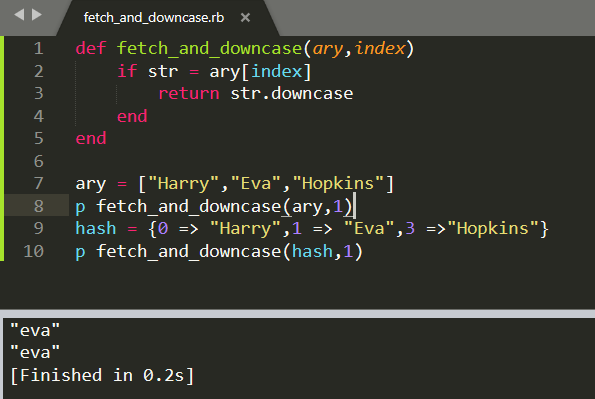 fetch_and_downcase.rb ×
1 def fetch_and_downcase(ary,index)
2 if str = ary[index]
3 return str.downcase
4 end
5 end
6
7 ary = ["Harry","Eva","Hopkins"]
8 p fetch_and_downcase(ary,1)
9 hash = {0 => "Harry",1 => "Eva",3 =>"Hopkins"}
10 p fetch_and_downcase(hash,1)
"eva"
"eva"
[Finished in 0.2s]